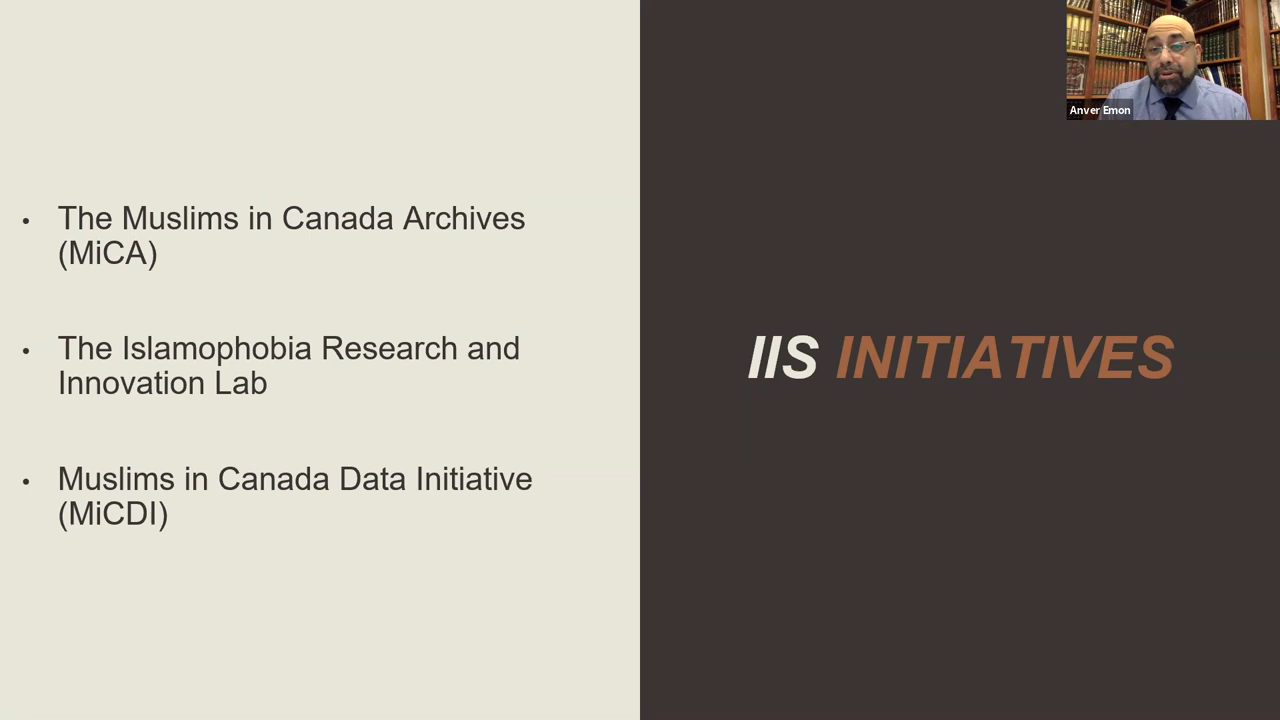 The Muslims in Canada Archives
(MiCA)
The Islamophobia Research and
Innovation Lab
Muslims in Canada Data Initiative
(MiCDI)
IIS INITIATIVES
Anver Emon